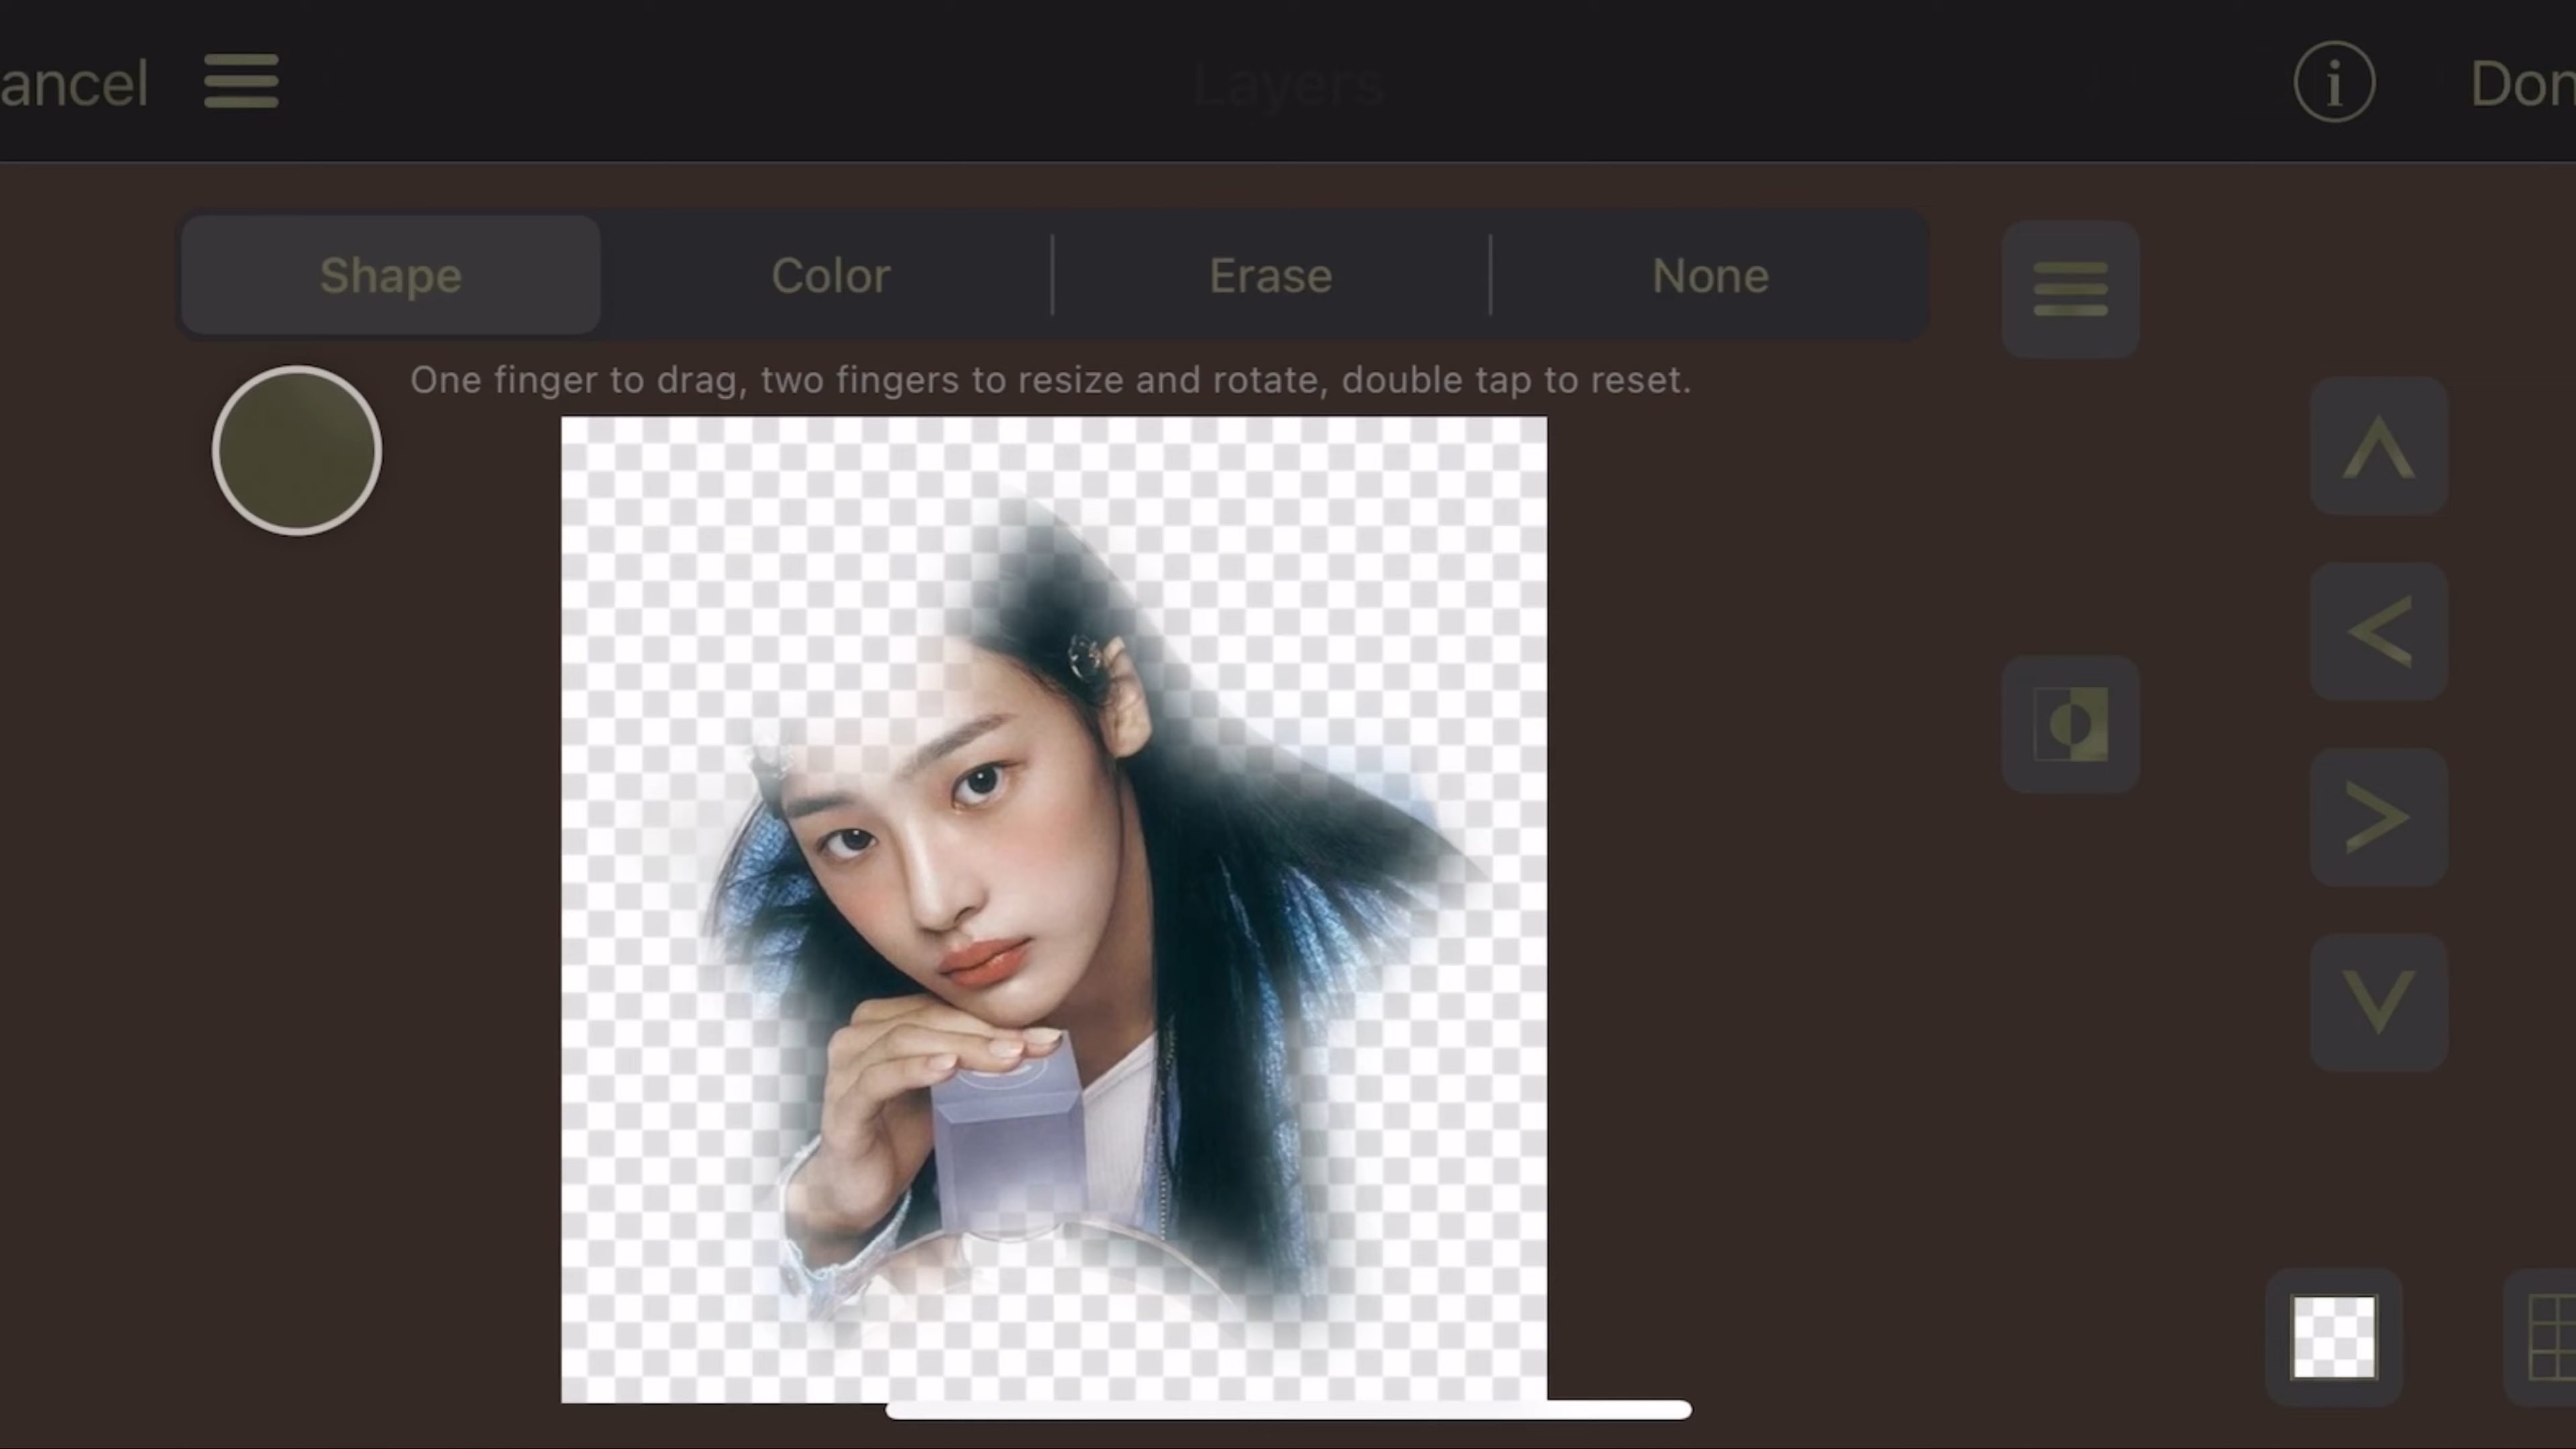 ancel
Layers
Don
Shape
Color
Erase
None
One finger to drag, two fingers to resize and rotate, double tap to reset.